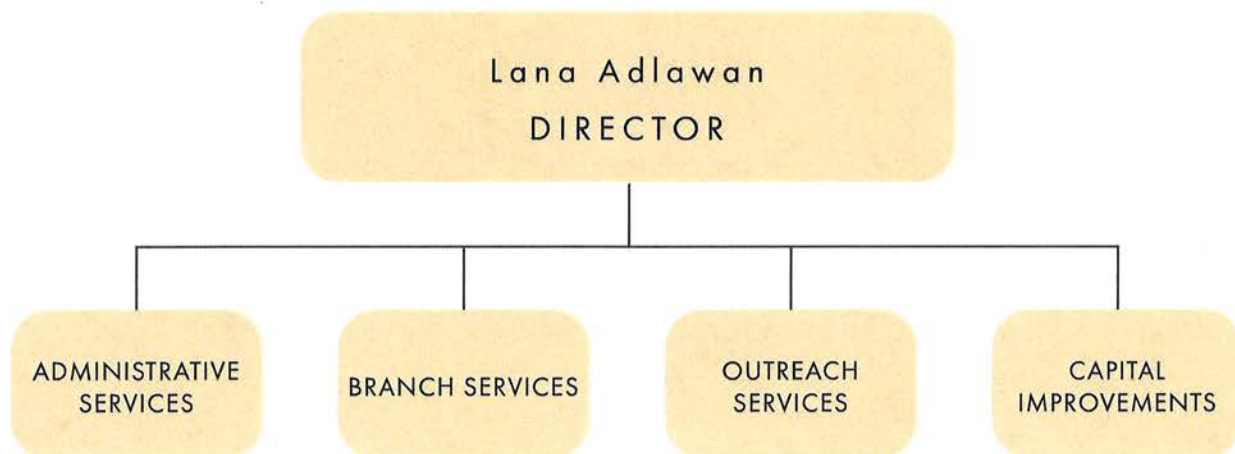 Lana Adlawan
DIRECTOR
ADMINISTRATIVE
SERVICES
BRANCH SERVICES
OUTREACH
SERVICES
CAPITAL
IMPROVEMENTS